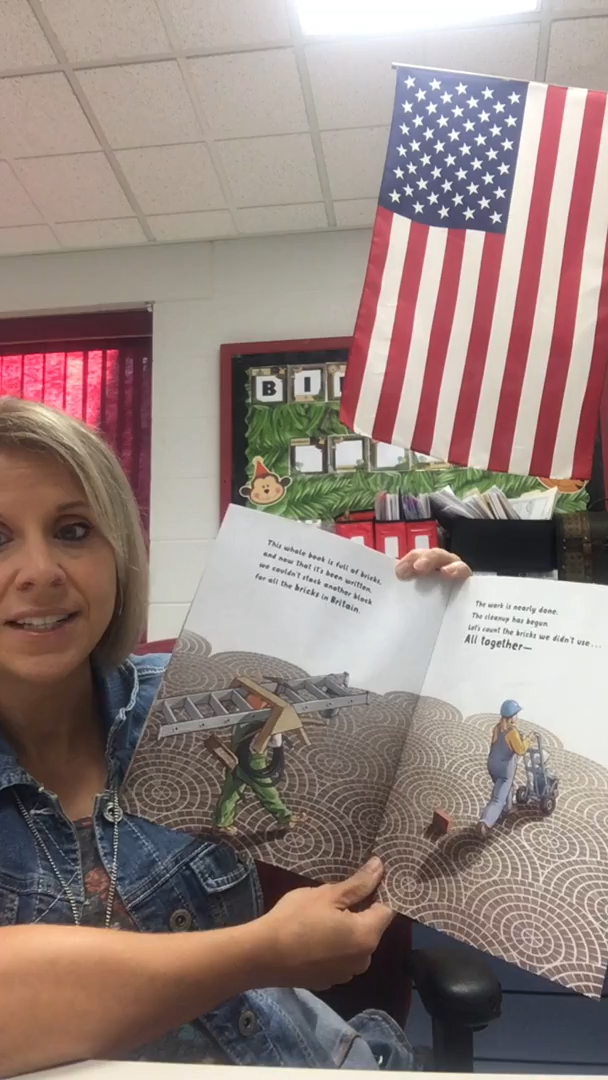 BI
This whole book is full of bricks,
and now that it's been written,
we couldn't stack another block
for all the bricks in Britain.
The work is nearly done.
The cleanup has begun.
Let's count the bricks we didn't use...
All together—